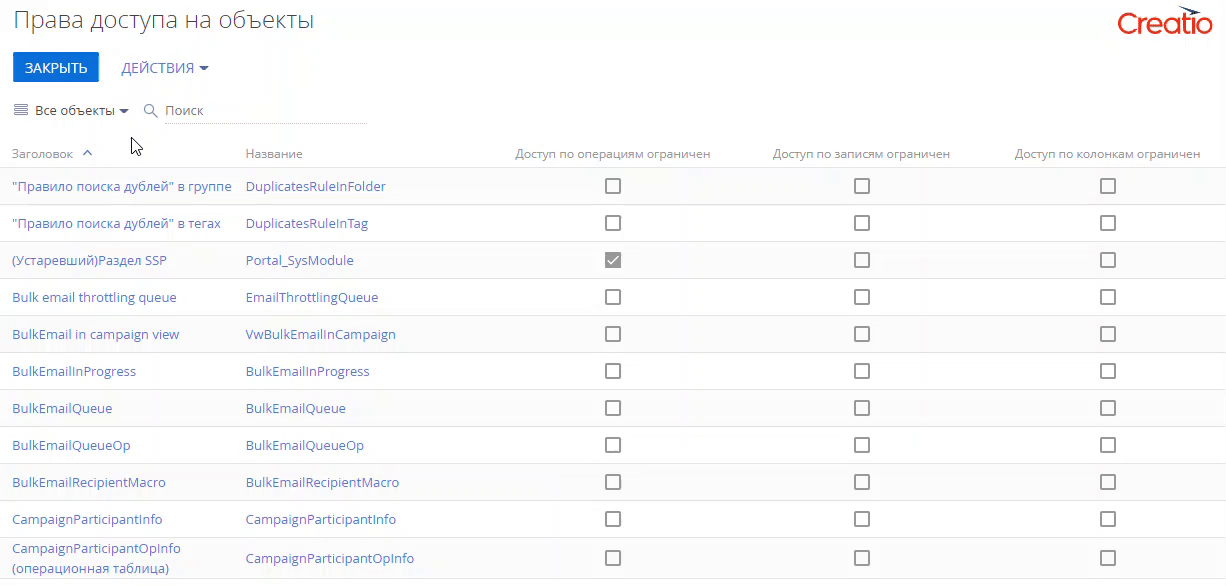 Права доступа на объекты
Creatio
ЗАКРЫТЬ ДЕЙСТВИЯ
Все объекты Поиск
Заголовок Название Доступ по операциям ограничен Доступ по записям ограничен Доступ по колонкам ограничен
"Правило поиска дублей" в группе DuplicatesRuleInFolder
"Правило поиска дублей" в тегах DuplicatesRuleInTag
(Устаревший)Раздел SSP Portal_SysModule
Bulk email throttling queue EmailThrottlingQueue
BulkEmail in campaign view VwBulkEmailInCampaign
BulkEmailInProgress BulkEmailInProgress
BulkEmailQueue BulkEmailQueue
BulkEmailQueueOp BulkEmailQueueOp
BulkEmailRecipientMacro BulkEmailRecipientMacro
CampaignParticipantInfo CampaignParticipantInfo
CampaignParticipantOpInfo
(операционная таблица) CampaignParticipantOpInfo